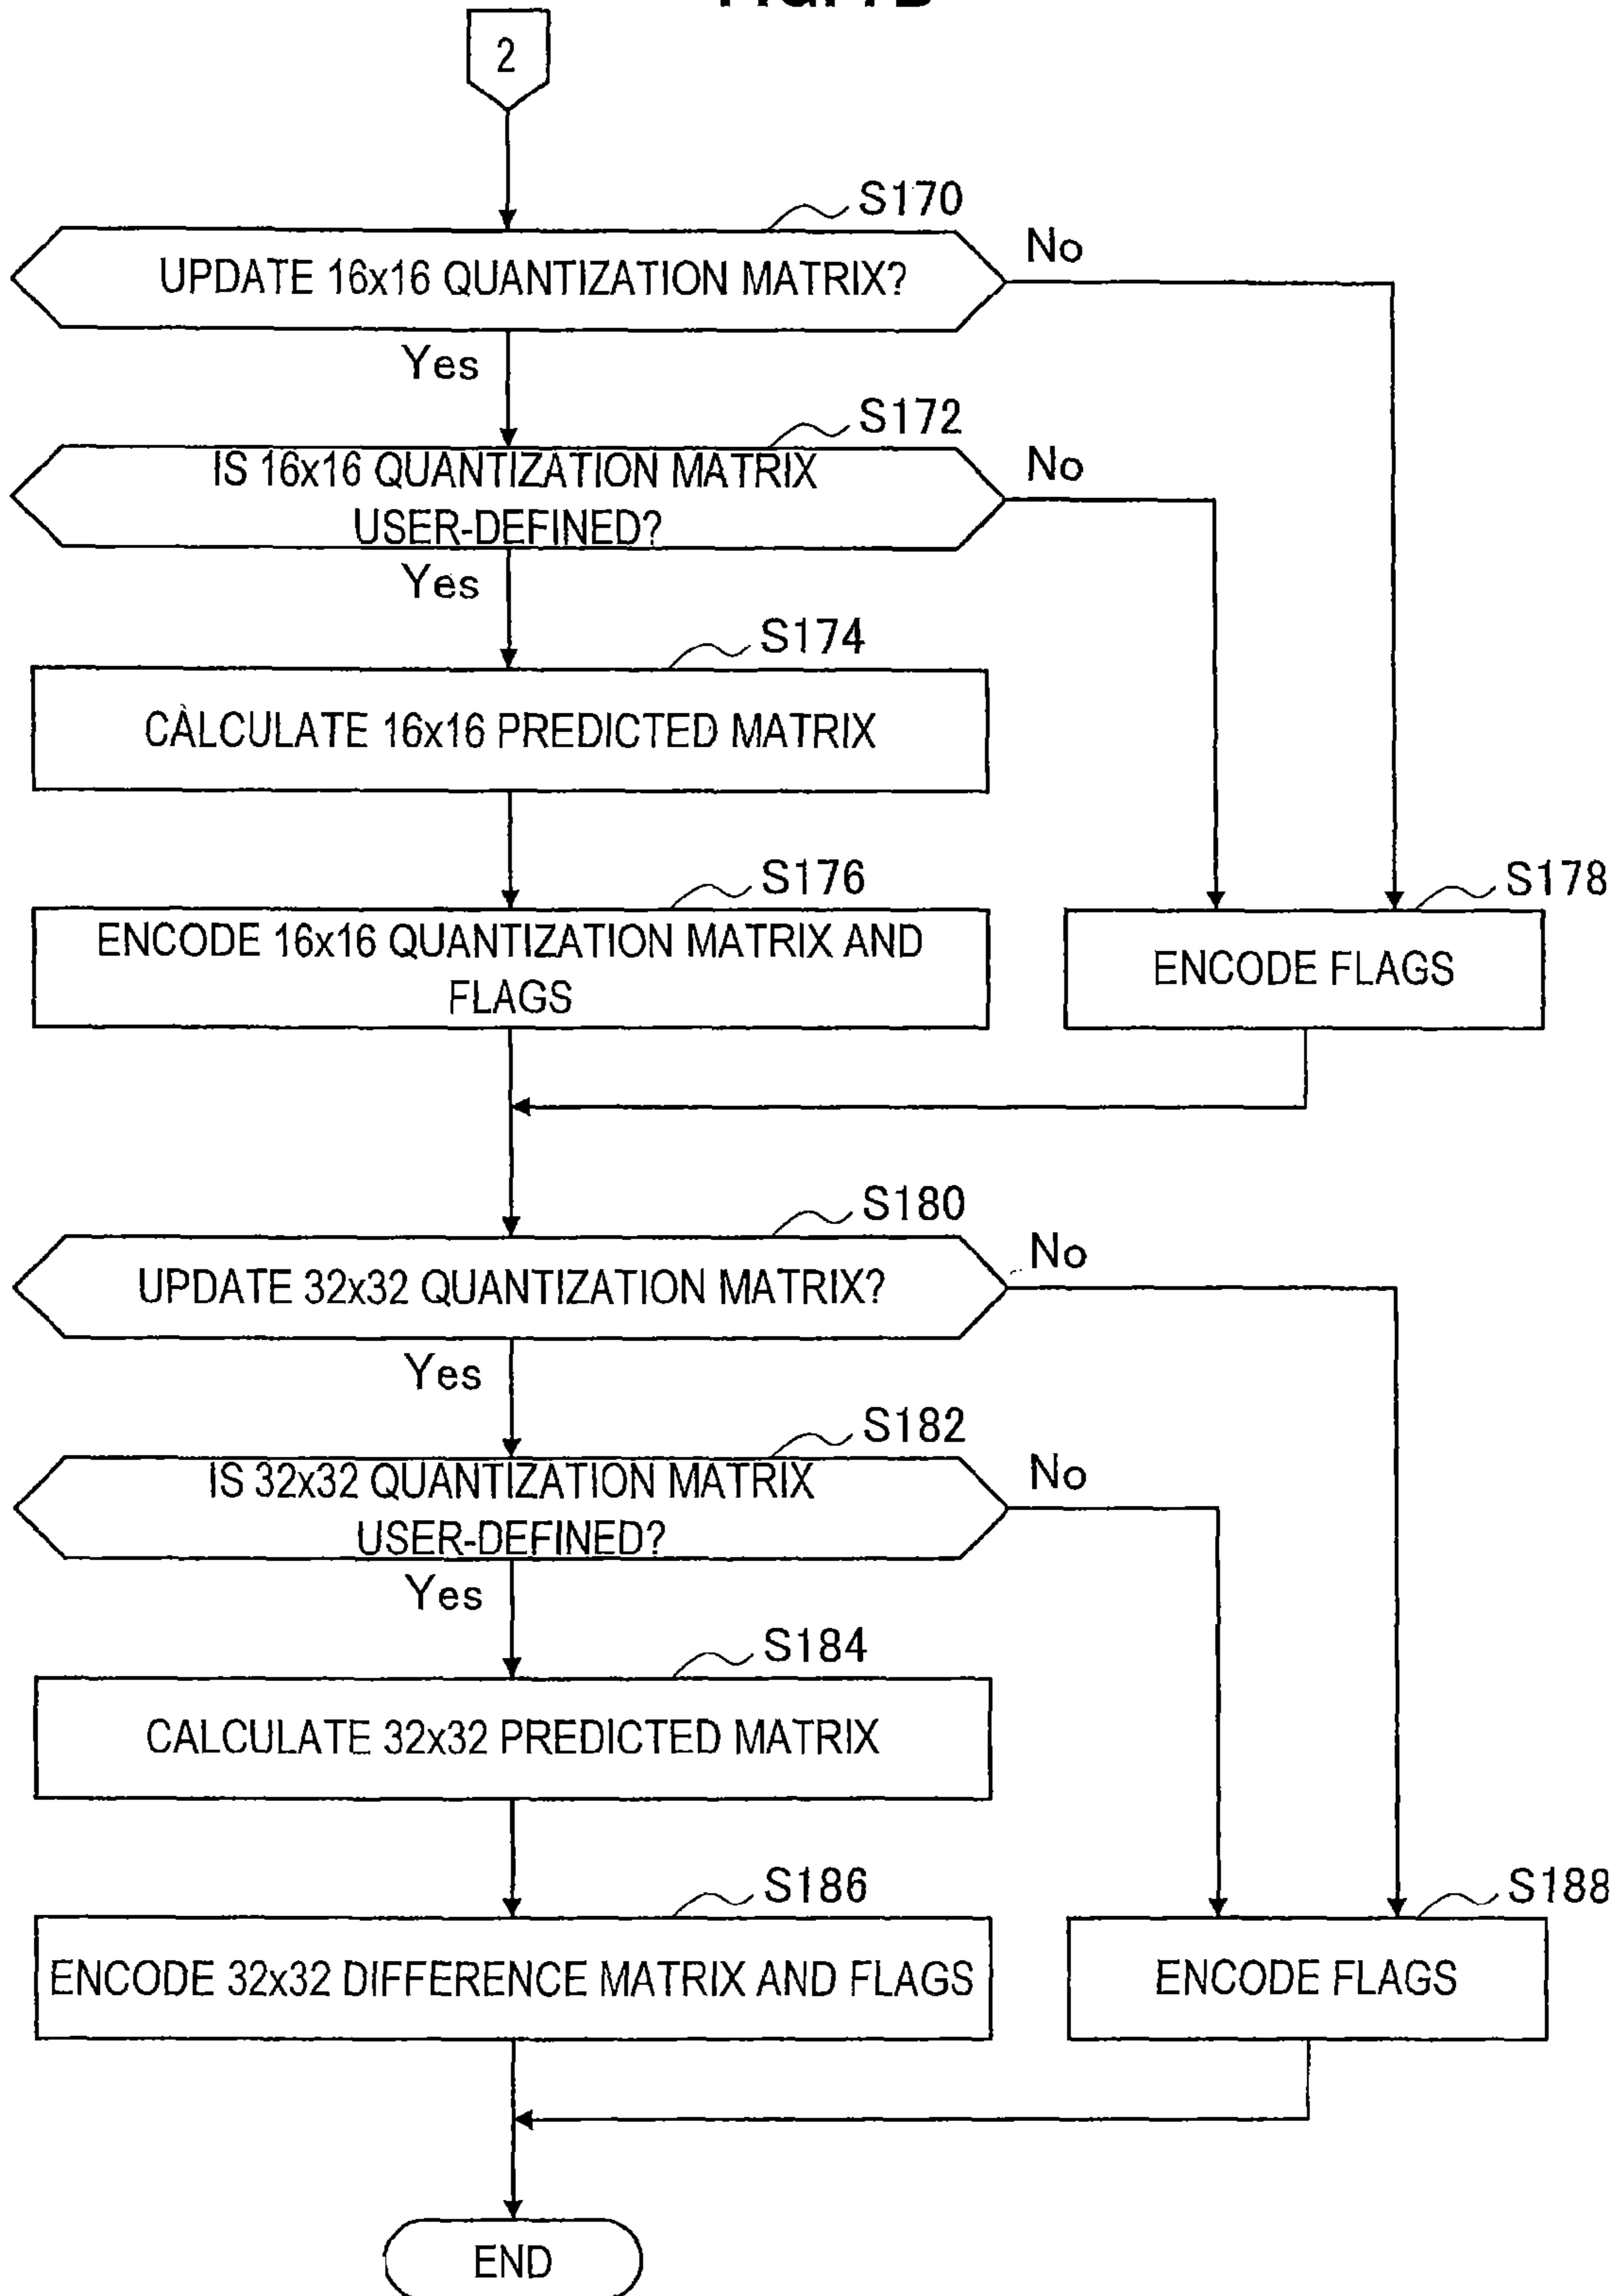 2
S170
UPDATE 16x16 QUANTIZATION MATRIX?
No
Yes
S172
IS 16x16 QUANTIZATION MATRIX
USER-DEFINED?
No
Yes
S174
CALCULATE 16x16 PREDICTED MATRIX
S176
ENCODE 16x16 QUANTIZATION MATRIX AND
FLAGS
S178
ENCODE FLAGS
S180
UPDATE 32x32 QUANTIZATION MATRIX?
No
Yes
S182
IS 32x32 QUANTIZATION MATRIX
USER-DEFINED?
No
Yes
S184
CALCULATE 32x32 PREDICTED MATRIX
S186
ENCODE 32x32 DIFFERENCE MATRIX AND FLAGS
S188
ENCODE FLAGS
END